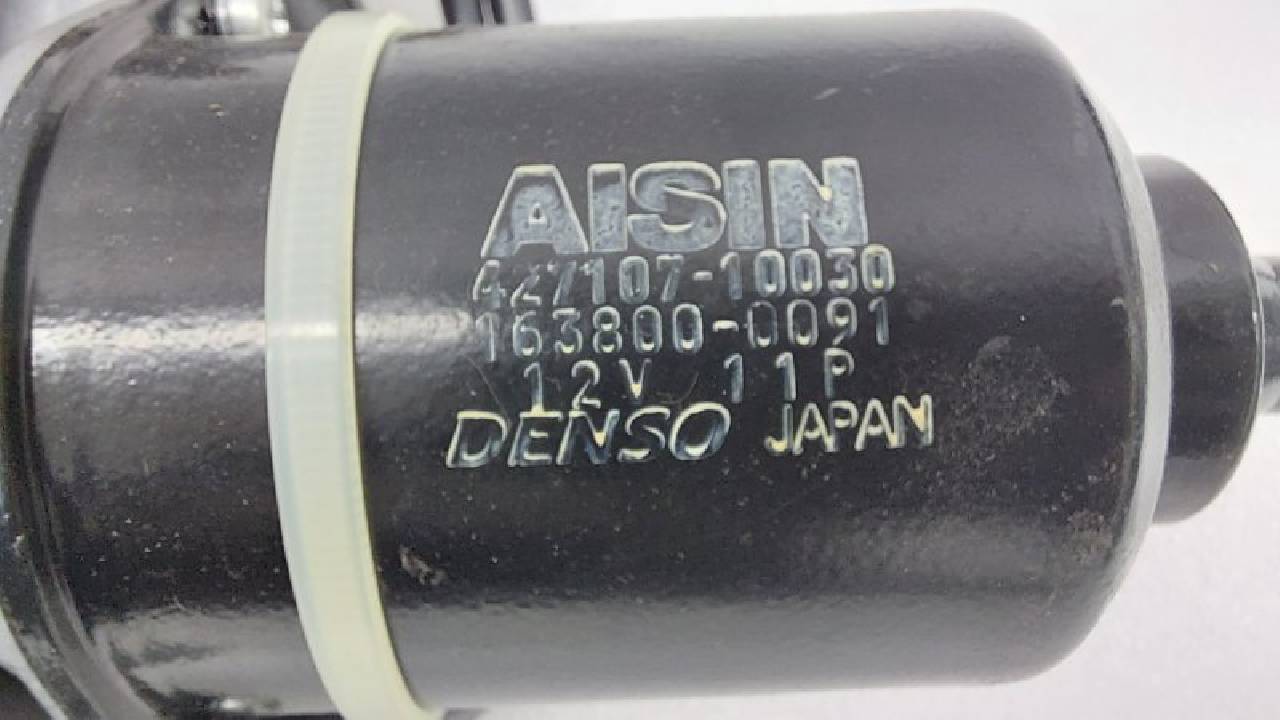 AISIN
427107-10030
163800-0091
12V 11P
DENSO JAPAN